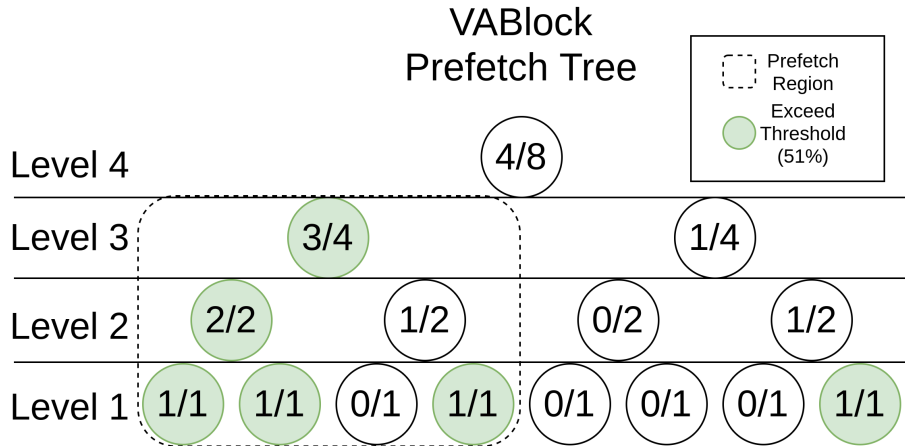 VABlock
Prefetch Tree
Prefetch
Region
Exceed
Threshold
(51%)
Level 4
4/8
Level 3
3/4
1/4
Level 2
2/2
1/2
0/2
1/2
Level 1
1/1
1/1
0/1
1/1
0/1
0/1
0/1
1/1